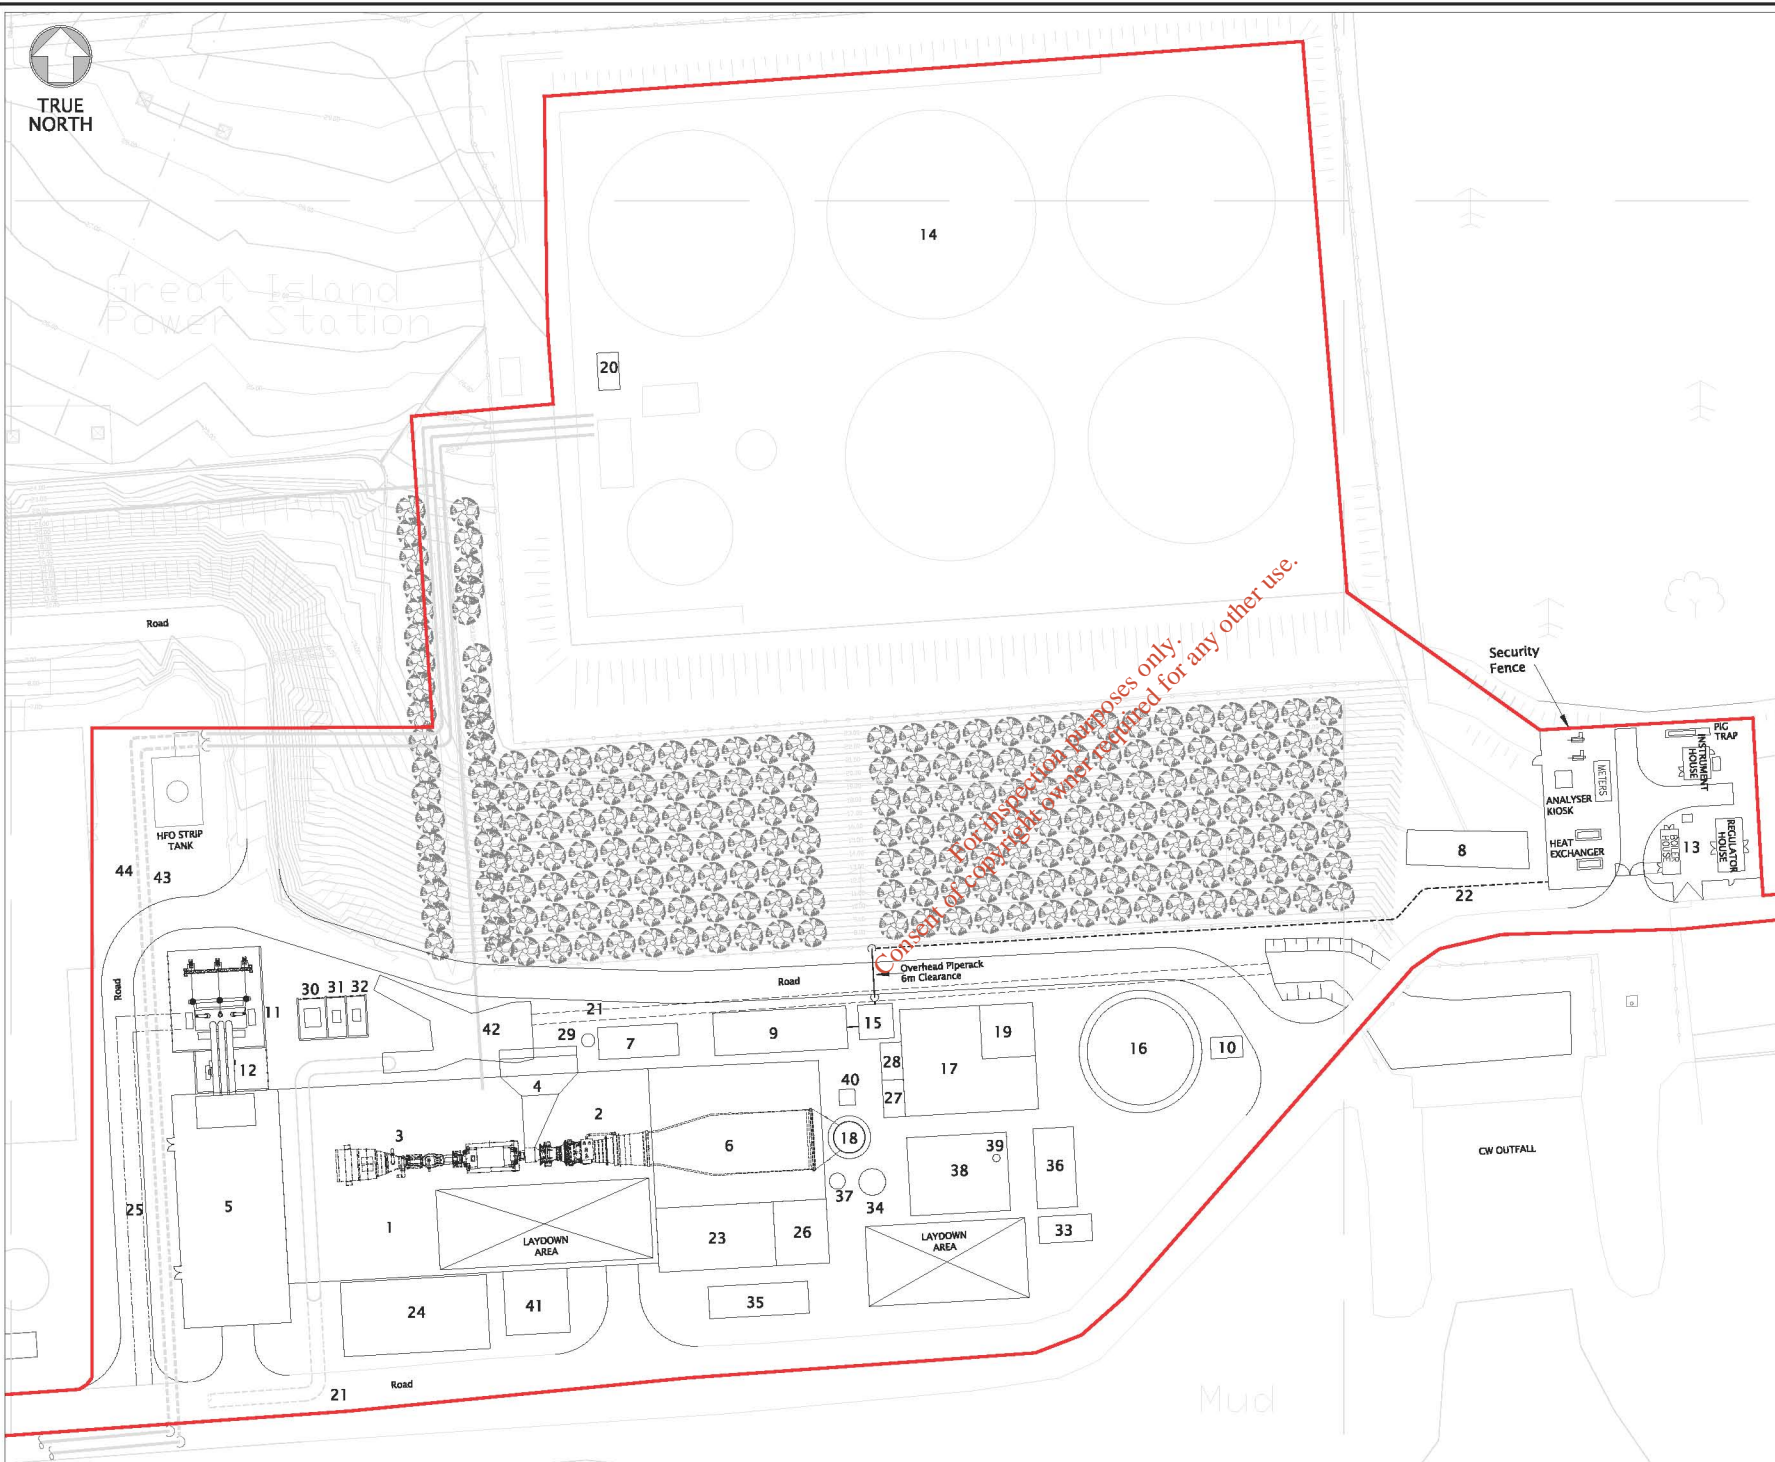 TRUE
NORTH
Great Island
Power Station
14
20
Road
Security
Fence
PIG
TRAP
INSTRUMENT
HOUSE
METERS
ANALYSER
KIOSK
HEAT
EXCHANGER
BOILER
HOUSE
13
REGULATOR
HOUSE
8
22
HFO STRIP
TANK
44
43
For inspection purposes only.
Consent of copyright owner required for any other use.
Overhead Piperack
6m Clearance
Road
Road
11
30
31
32
12
21
42
29
7
9
15
28
27
17
19
16
10
4
40
2
3
6
18
39
38
36
37
34
33
25
5
1
LAYDOWN
AREA
23
26
LAYDOWN
AREA
CW OUTFALL
24
41
35
21
Road
Mud